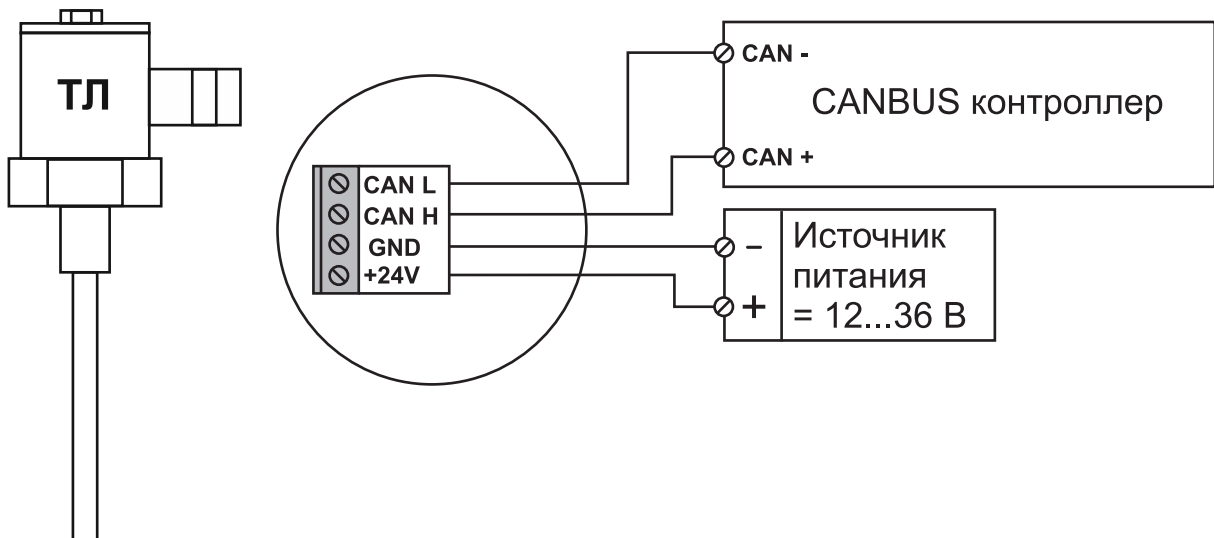 ТЛ
CAN L
CAN H
GND
+24V
CAN -
CANBUS контроллер
CAN +
–
+
Источник
питания
= 12...36 В